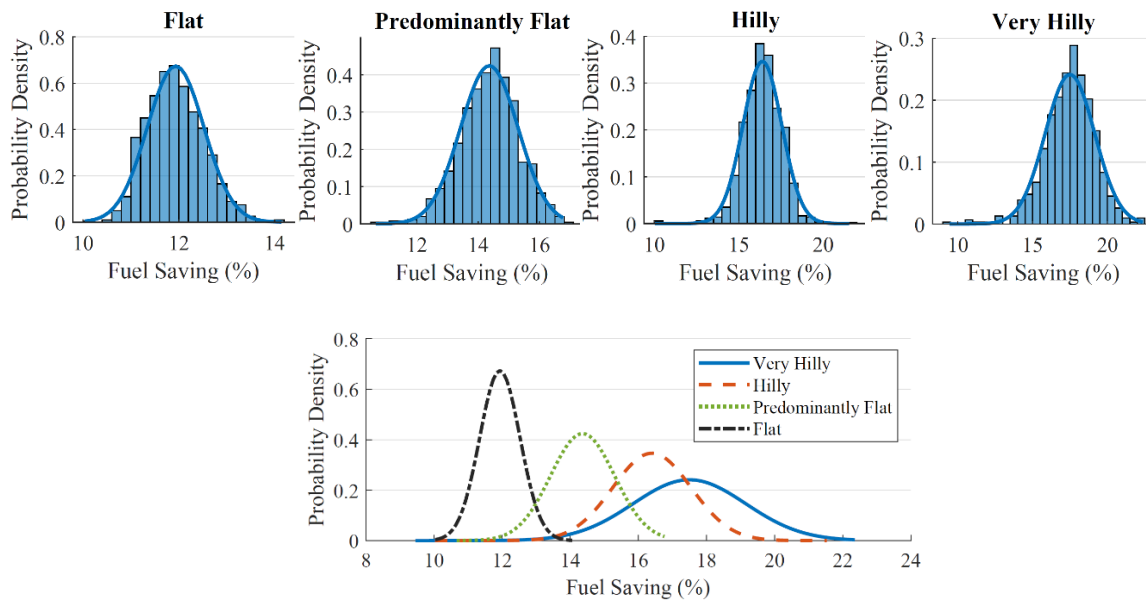 Flat
Probability Density
0.8
0.6
0.4
0.2
0
10 12 14
Fuel Saving (%)
Predominantly Flat
Probability Density
0.4
0.3
0.2
0.1
0
12 14 16
Fuel Saving (%)
Hilly
Probability Density
0.4
0.3
0.2
0.1
0
10 15 20
Fuel Saving (%)
Very Hilly
Probability Density
0.3
0.2
0.1
0
10 15 20
Fuel Saving (%)
Probability Density
0.8
0.6
0.4
0.2
0
8 10 12 14 16 18 20 22 24
Fuel Saving (%)
Very Hilly
Hilly
Predominantly Flat
Flat